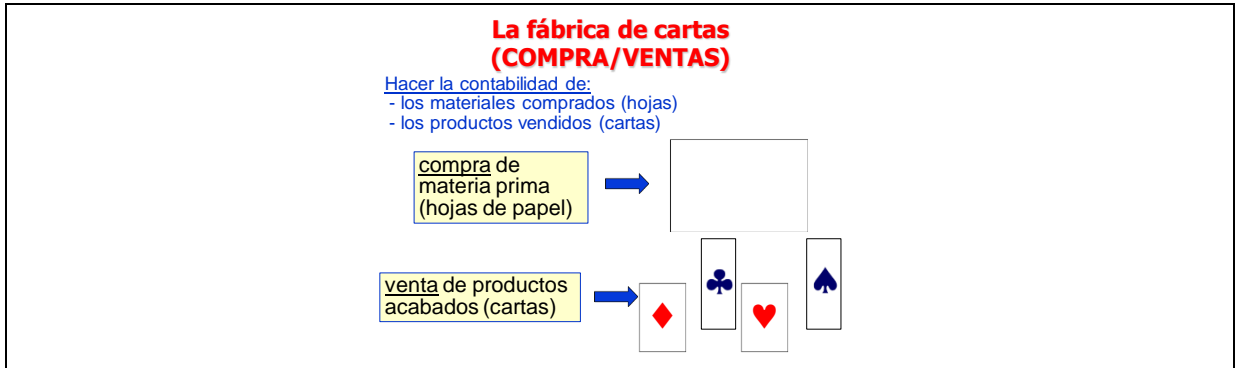 La fábrica de cartas
(COMPRA/VENTAS)
Hacer la contabilidad de:
- los materiales comprados (hojas)
- los productos vendidos (cartas)
compra de
materia prima
(hojas de papel)
venta de productos
acabados (cartas)